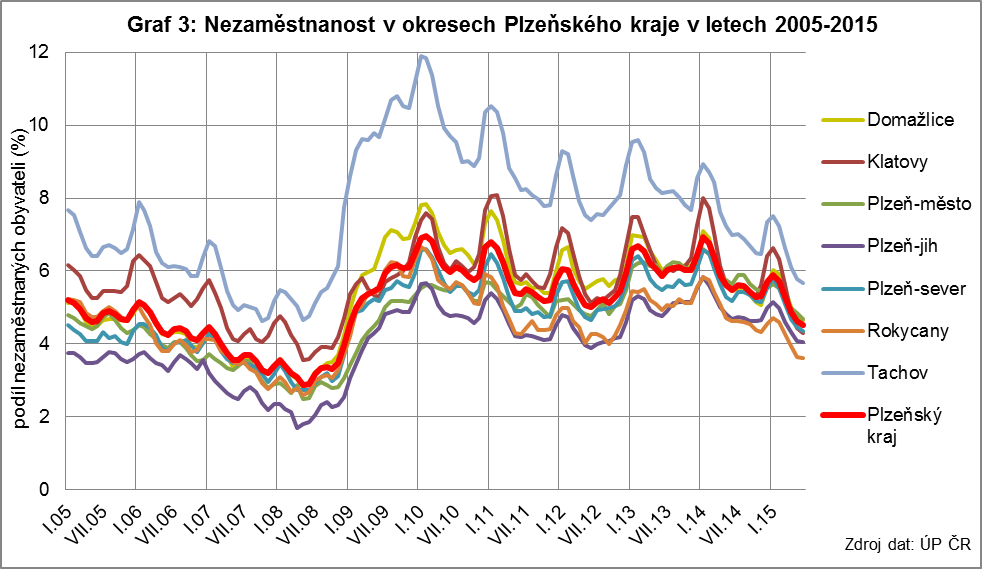 Graf 3: Nezaměstnanost v okresech Plzeňského kraje v letech 2005-2015
podíl nezaměstnaných obyvatel (%)
12
10
8
6
4
2
0
I.05
VII.05
I.06
VII.06
I.07
VII.07
I.08
VII.08
I.09
VII.09
I.10
VII.10
I.11
VII.11
I.12
VII.12
I.13
VII.13
I.14
VII.14
I.15
Domažlice
Klatovy
Plzeň-město
Plzeň-jih
Plzeň-sever
Rokycany
Tachov
Plzeňský
kraj
Zdroj dat: ÚP ČR